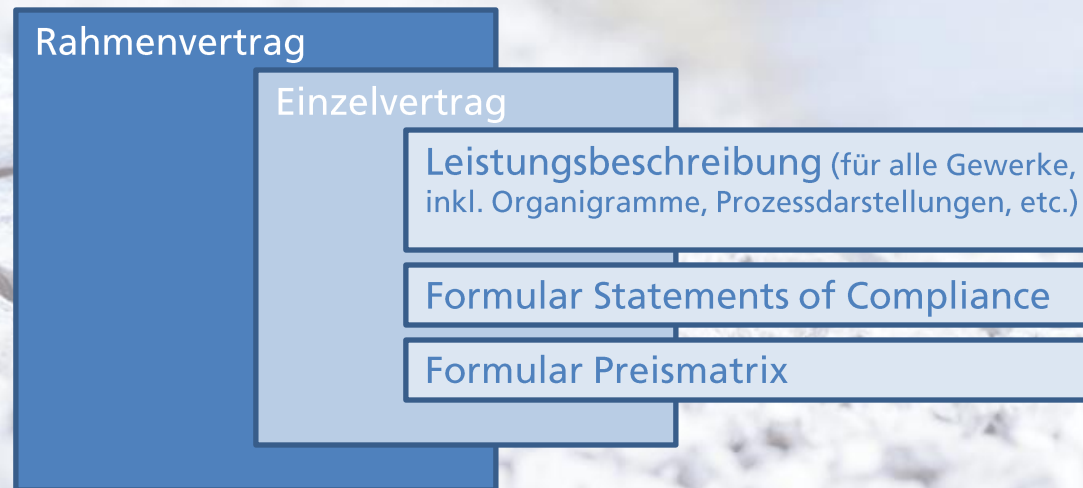 Rahmenvertrag
Einzelvertrag
Leistungsbeschreibung (für alle Gewerke,
inkl. Organigramme, Prozessdarstellungen, etc.)
Formular Statements of Compliance
Formular Preismatrix